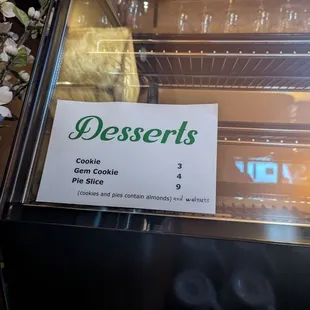 Desserts
Cookie 3
Gem Cookie 4
Pie Slice 9
(cookies and pies contain almonds) and walnuts